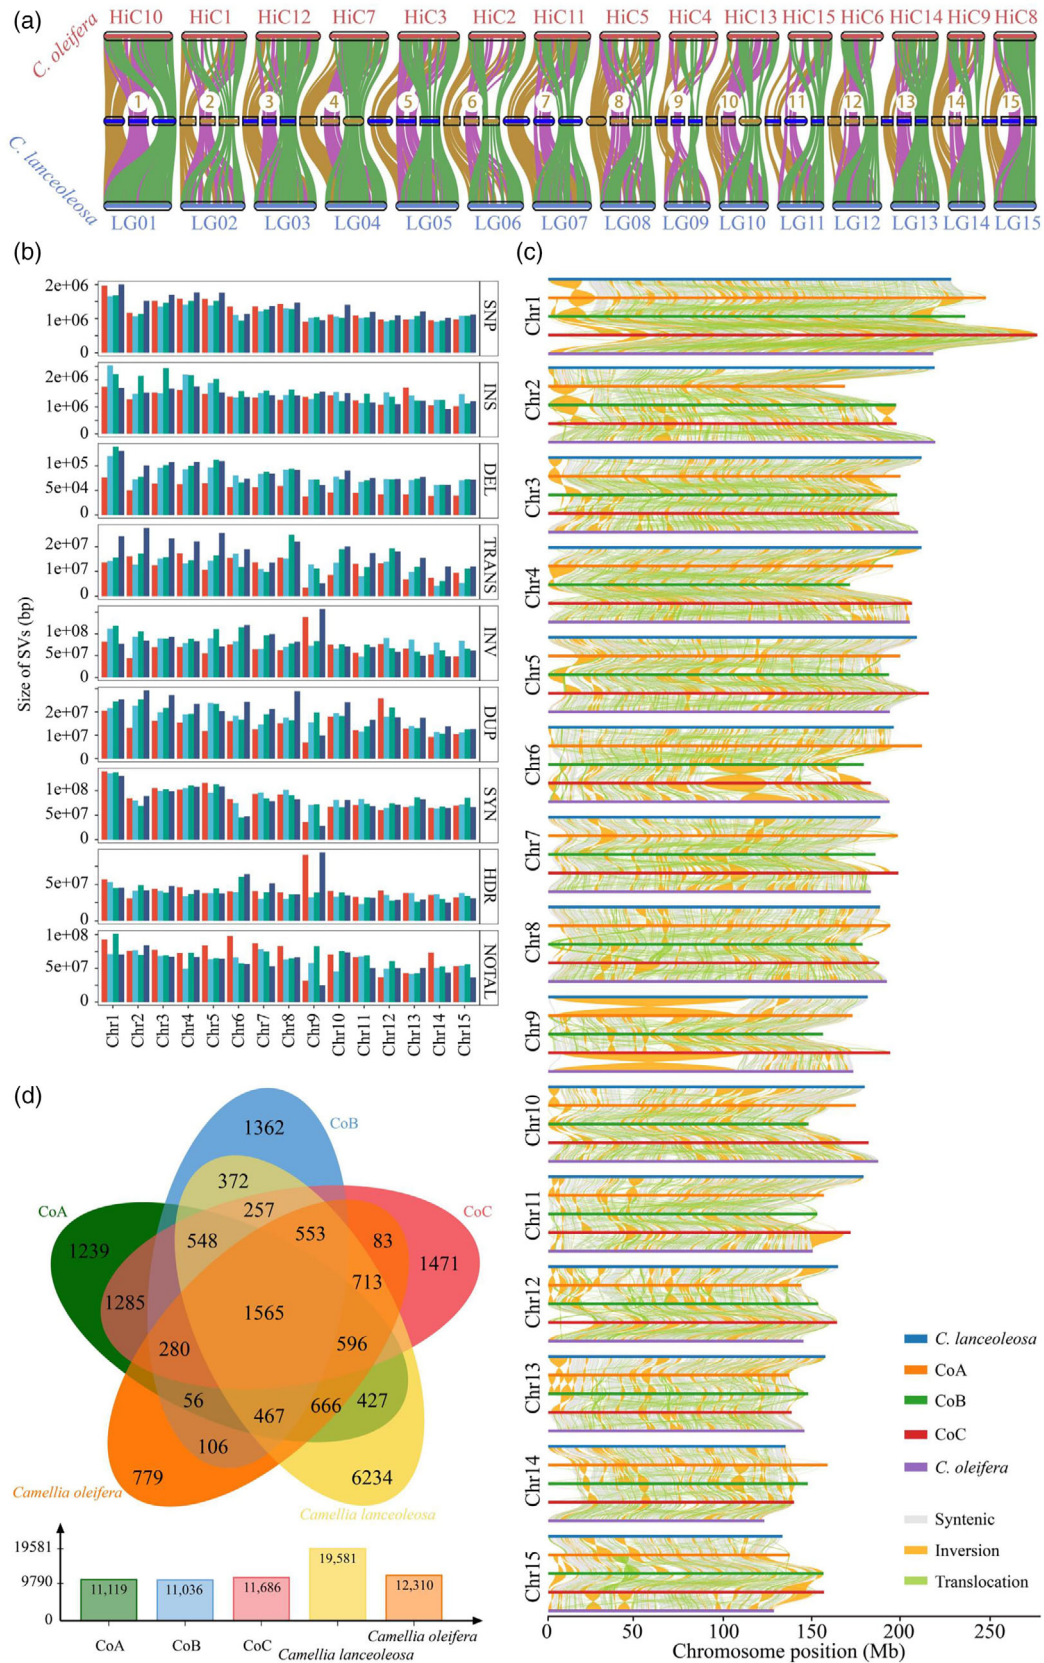 (a)
HiC10 HiC1 HiC12 HiC7 HiC3 HiC2 HiC11 HiC5 HiC4 HiC13 HiC15 HiC6 HiC14 HiC9 HiC8
C. oleifera
1 2 3 4 5 6 7 8 9 10 11 12 13 14 15
C. lanceoleosa
LG01 LG02 LG03 LG04 LG05 LG06 LG07 LG08 LG09 LG10 LG11 LG12 LG13 LG14 LG15
(b)
Size of SVs (bp)
2e+06
1e+06
0
SNP
2e+06
1e+06
0
INS
1e+05
5e+04
0
DEL
2e+07
1e+07
0
TRANS
1e+08
5e+07
0
INV
2e+07
1e+07
0
DUP
1e+08
5e+07
0
SYN
5e+07
0
HDR
1e+08
5e+07
0
NOTAL
Chr1 Chr2 Chr3 Chr4 Chr5 Chr6 Chr7 Chr8 Chr9 Chr10 Chr11 Chr12 Chr13 Chr14 Chr15
(c)
Chr1
Chr2
Chr3
Chr4
Chr5
Chr6
Chr7
Chr8
Chr9
Chr10
Chr11
Chr12
Chr13
Chr14
Chr15
C. lanceoleosa
CoA
CoB
CoC
C. oleifera
Syntenic
Inversion
Translocation
0 50 100 150 200 250
Chromosome position (Mb)
(d)
1362
CoB
372
CoA
257
CoC
548
553
83
1239
1471
713
1285
1565
280
596
56
467
666
427
106
779
6234
Camellia oleifera
Camellia lanceoleosa
19581
9790
0
11,119
11,036
11,686
19,581
12,310
CoA
CoB
CoC
Camellia lanceoleosa
Camellia oleifera